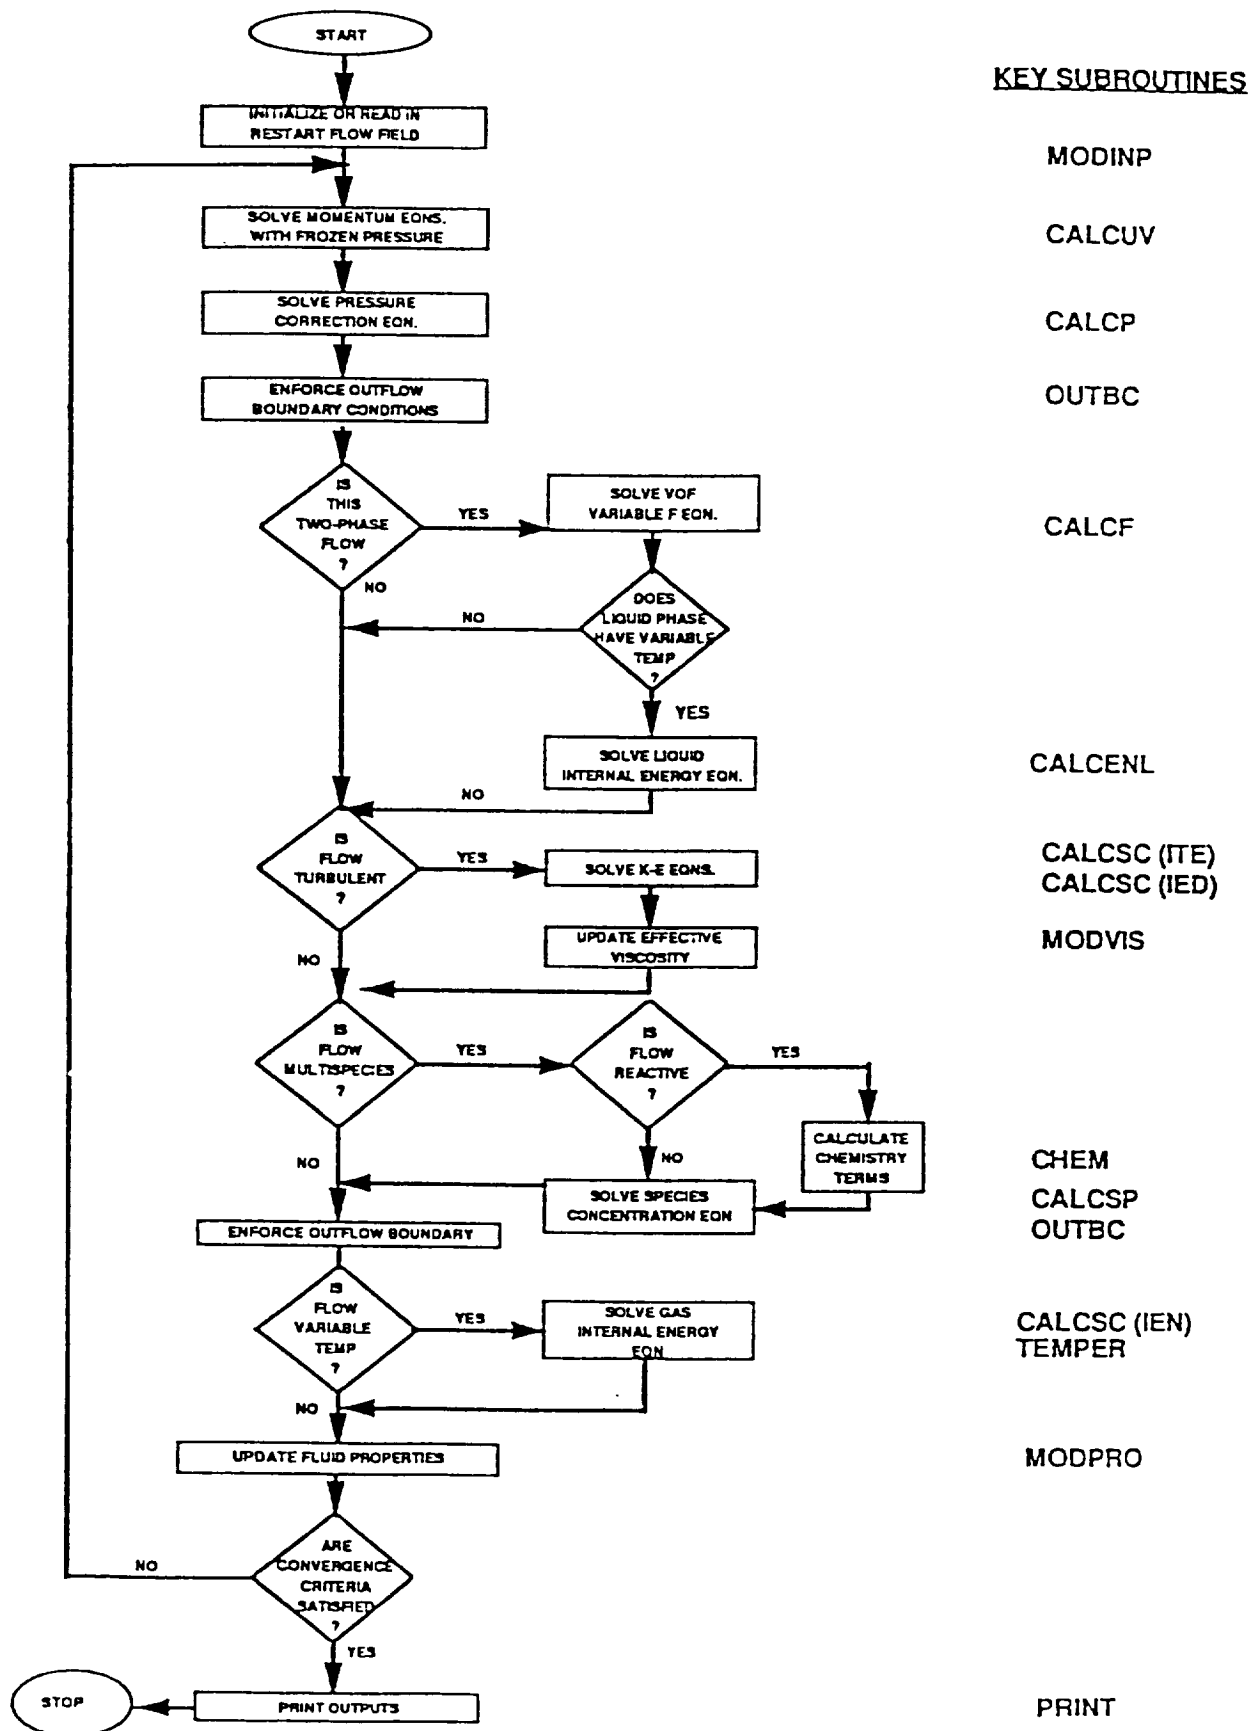 START
KEY SUBROUTINES
INITIALIZE OR READ IN
RESTART FLOW FIELD
MODINP
SOLVE MOMENTUM EQNS.
WITH FROZEN PRESSURE
CALCUV
SOLVE PRESSURE
CORRECTION EQN.
CALCP
ENFORCE OUTFLOW
BOUNDARY CONDITIONS
OUTBC
IS
THIS
TWO-PHASE
FLOW
?
YES
NO
SOLVE VOF
VARIABLE F EQN.
CALCF
DOES
LIQUID PHASE
HAVE VARIABLE
TEMP
?
NO
YES
SOLVE LIQUID
INTERNAL ENERGY EQN.
CALCENL
NO
IS
FLOW
TURBULENT
?
YES
SOLVE K-E EQNS.
CALCSC (ITE)
CALCSC (IED)
UPDATE EFFECTIVE
VISCOSITY
MODVIS
NO
IS
FLOW
MULTISPECIES
?
YES
IS
FLOW
REACTIVE
?
YES
CALCULATE
CHEMISTRY
TERMS
CHEM
NO
NO
SOLVE SPECIES
CONCENTRATION EQN
CALCSP
OUTBC
ENFORCE OUTFLOW BOUNDARY
IS
FLOW
VARIABLE
TEMP
?
YES
SOLVE GAS
INTERNAL ENERGY
EQN
CALCSC (IEN)
TEMPER
NO
UPDATE FLUID PROPERTIES
MODPRO
ARE
CONVERGENCE
CRITERIA
SATISFIED
?
NO
YES
STOP
PRINT OUTPUTS
PRINT